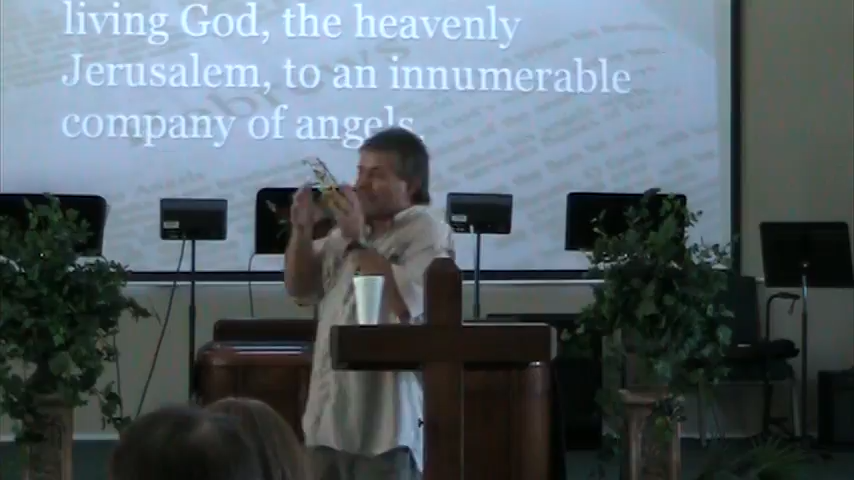 living God, the heavenly
Jerusalem, to an innumerable
company of angels.